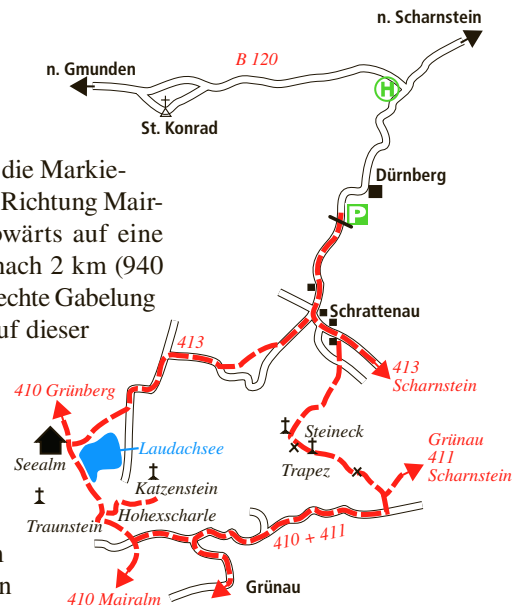 n. Scharnstein
B 120
n. Gmunden
H
St. Konrad
die Markie-
Richtung Mair-
wärts auf eine
nach 2 km (940
echte Gabelung
uf dieser
Dürnberg
P
Schrattenau
413
413
Scharnstein
410 Grünberg
Steineck
Laudachsee
Grünau
411
Scharnstein
Seealm
Trapez
Katzenstein
Hohexscharle
Traunstein
410 + 411
n
n
Grünau
410 Mairalm